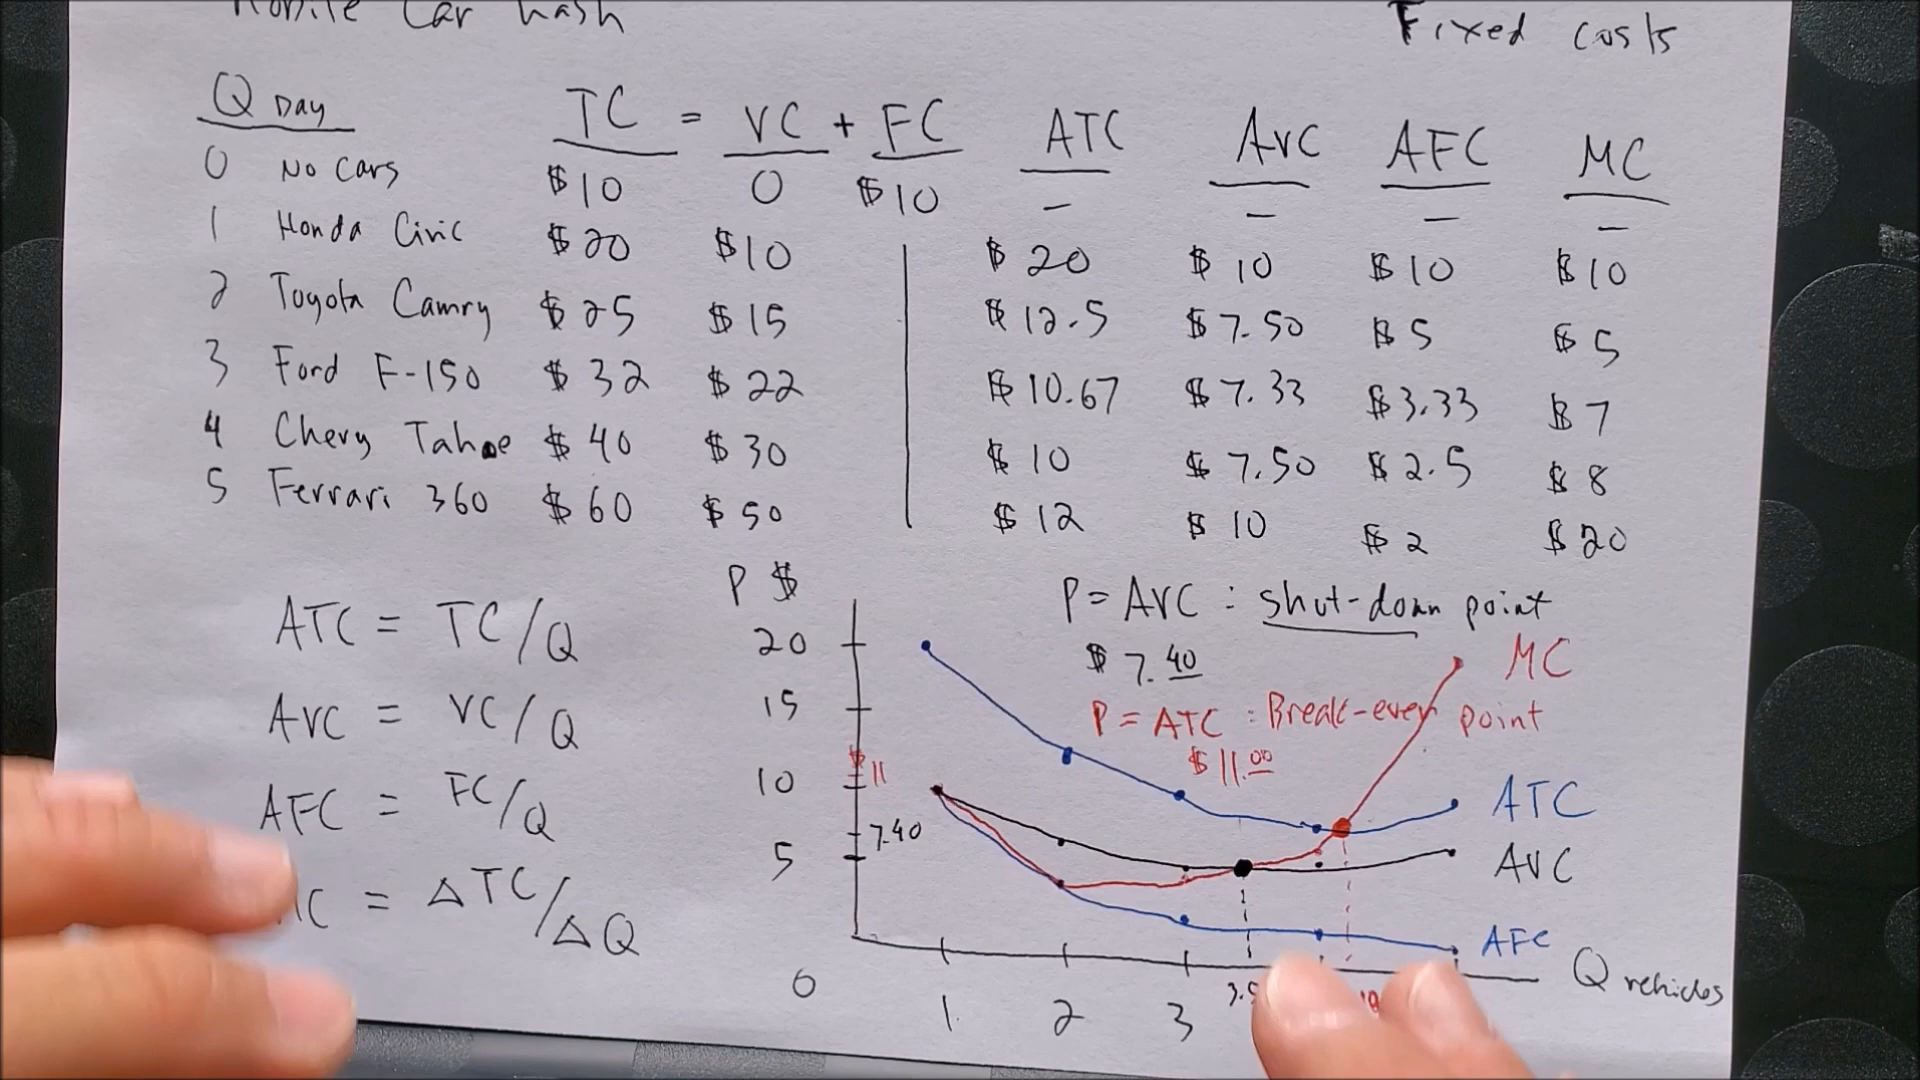 Mobile Car Wash
Fixed costs
Q Day TC = VC + FC ATC AVC AFC MC
0 No Cars $10 0 $10 – – – –
1 Honda Civic $20 $10 $20 $10 $10 $10
2 Toyota Camry $25 $15 $12.5 $7.50 $5 $5
3 Ford F-150 $32 $22 $10.67 $7.33 $3.33 $7
4 Chevy Tahoe $40 $30 $10 $7.50 $2.5 $8
5 Ferrari 360 $60 $50 $12 $10 $2 $20
ATC = TC/Q
AVC = VC/Q
AFC = FC/Q
MC = ΔTC/ΔQ
P $
P = AVC : shut-down point
$7.40
P = ATC : Break-even point
$11.00
20
15
$11
10
7.40
5
0
MC
ATC
AVC
AFC
1 2 3
Q vehicles